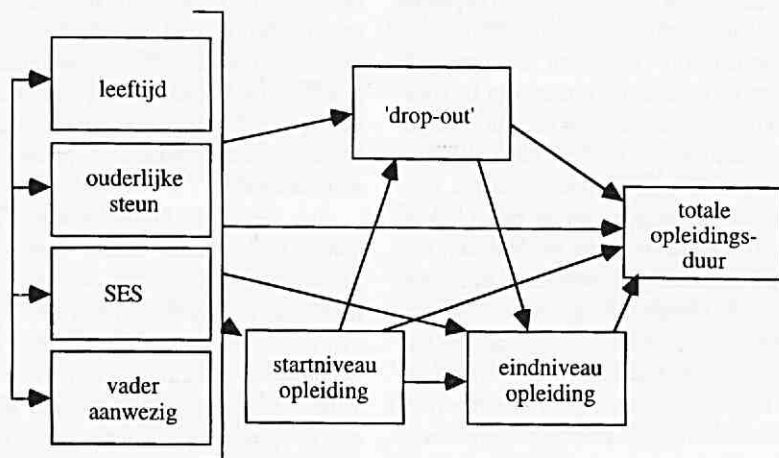 leeftijd
ouderlijke
steun
SES
vader
aanwezig
'drop-out'
startniveau
opleiding
eindniveau
opleiding
totale
opleidings-
duur